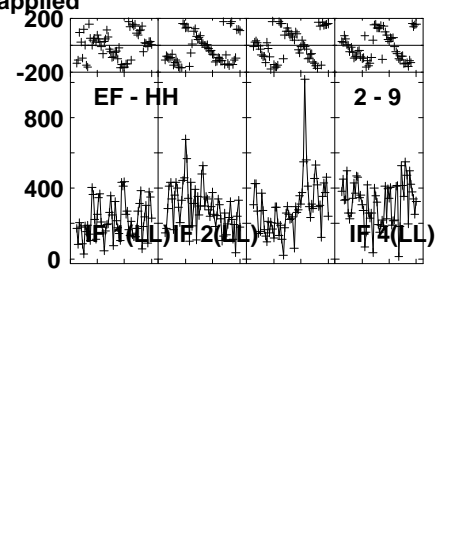 applied
200
-200
EF - HH 2 - 9
800
400
IF 1(LL) IF 2(LL) IF 4(LL)
0